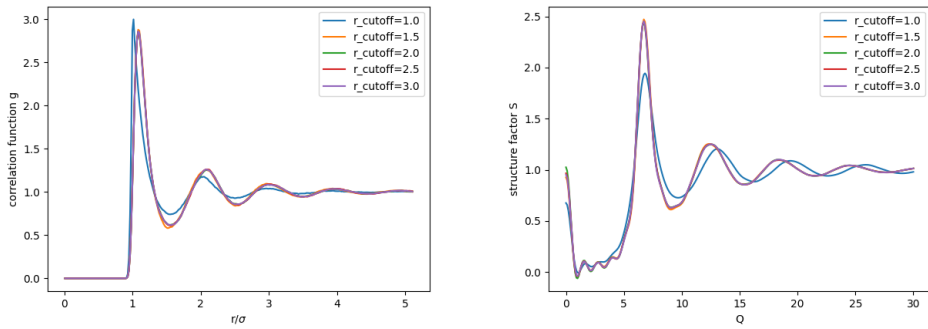 correlation function g
3.0
2.5
2.0
1.5
1.0
0.5
0.0
0 1 2 3 4 5
r/σ
r_cutoff=1.0
r_cutoff=1.5
r_cutoff=2.0
r_cutoff=2.5
r_cutoff=3.0
structure factor S
2.5
2.0
1.5
1.0
0.5
0.0
0 5 10 15 20 25 30
Q
r_cutoff=1.0
r_cutoff=1.5
r_cutoff=2.0
r_cutoff=2.5
r_cutoff=3.0